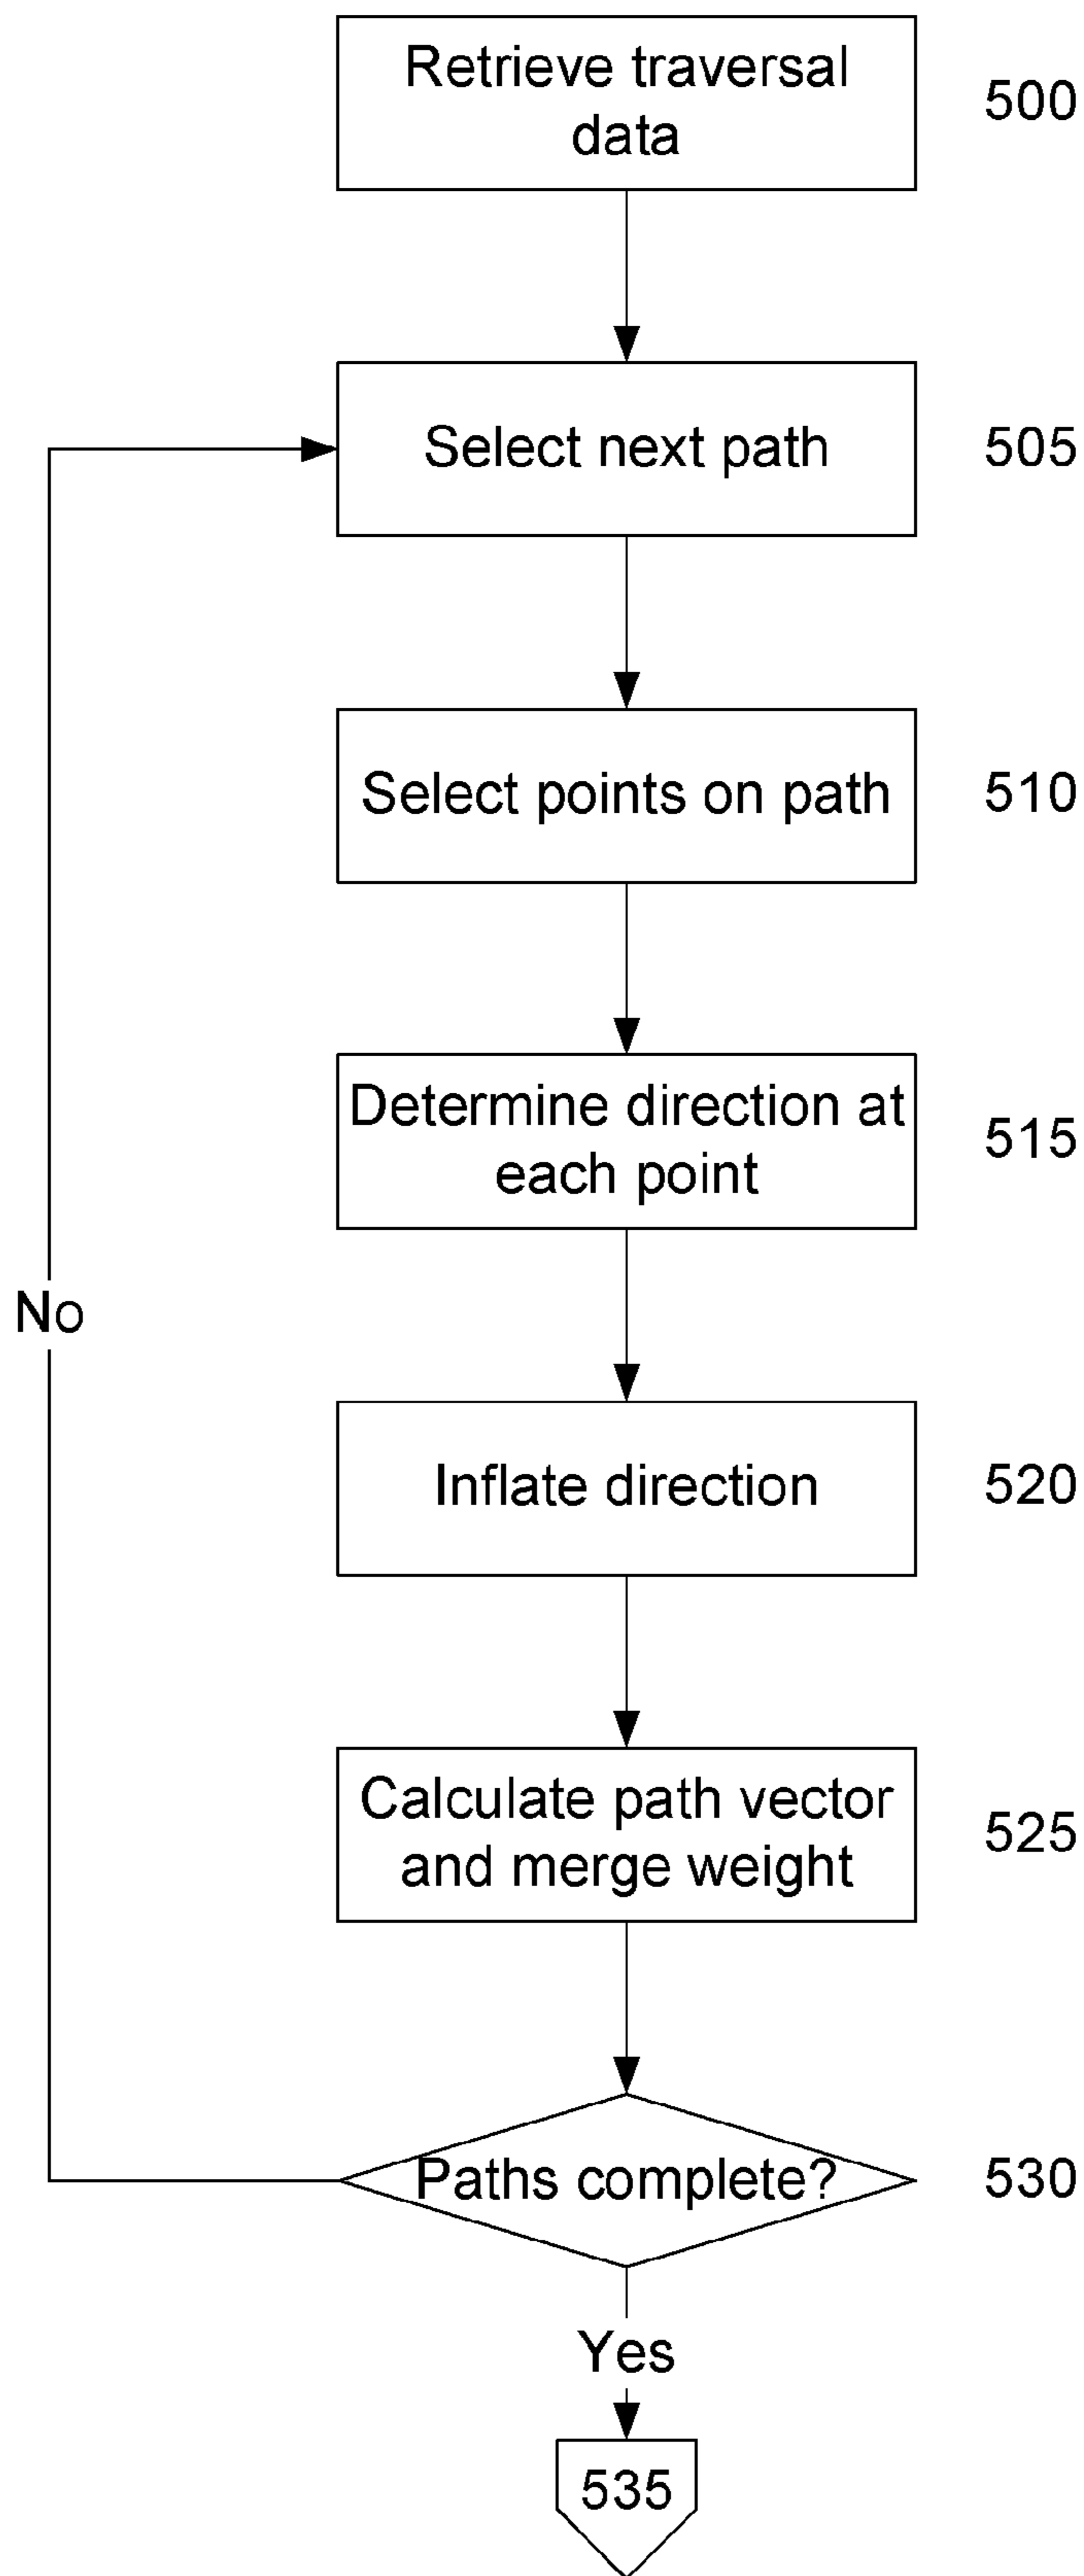 Retrieve traversal
data
500
Select next path
505
Select points on path
510
Determine direction at
each point
515
No
Inflate direction
520
Calculate path vector
and merge weight
525
Paths complete?
530
Yes
535